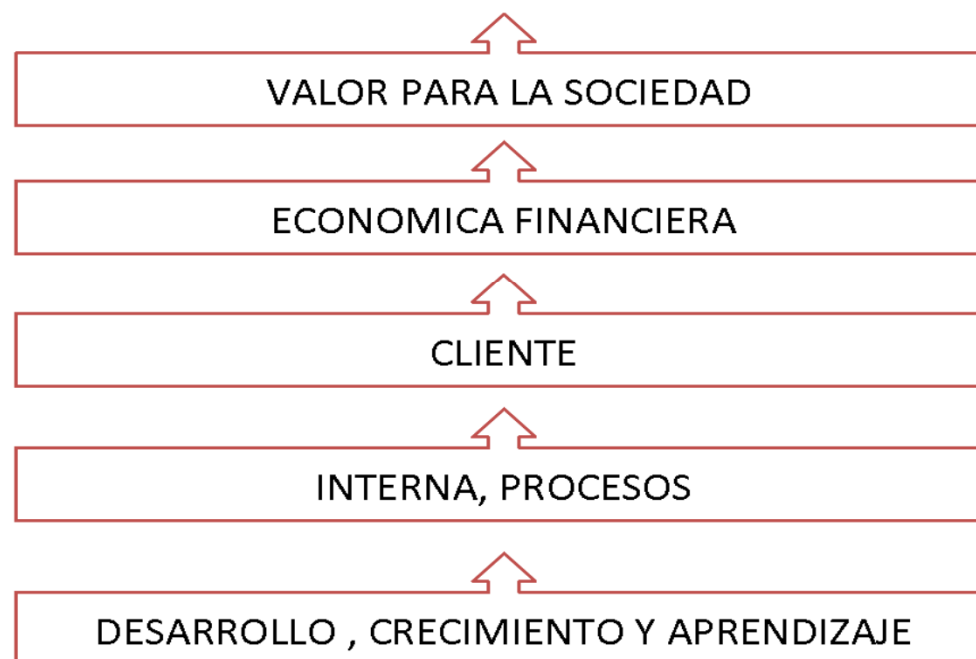 VALOR PARA LA SOCIEDAD
ECONOMICA FINANCIERA
CLIENTE
INTERNA, PROCESOS
DESARROLLO , CRECIMIENTO Y APRENDIZAJE